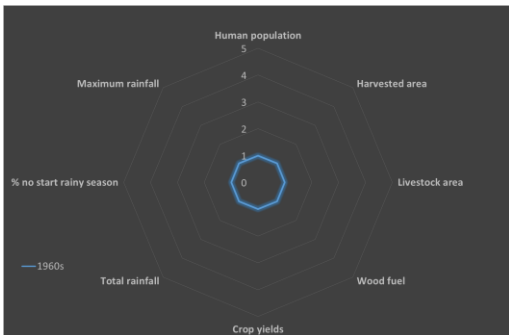 Human population
5
Maximum rainfall
4
Harvested area
3
2
1
% no start rainy season
0
Livestock area
1960s
Total rainfall
Wood fuel
Crop yields